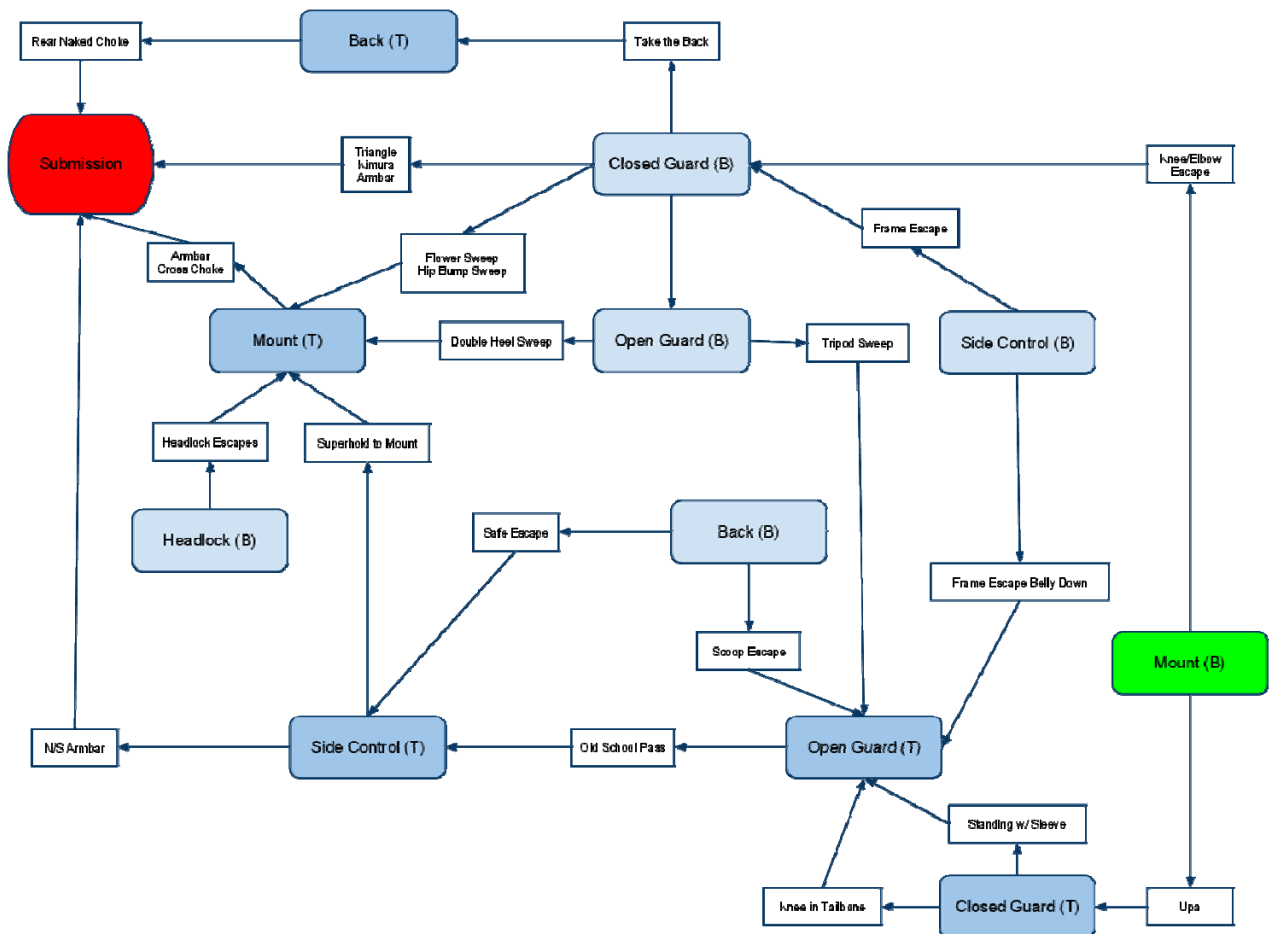 Rear Naked Choke
Back (T)
Take the Back
Submission
Triangle
Kimura
Armbar
Closed Guard (B)
Knee/Elbow
Escape
Frame Escape
Armbar
Cross Choke
Flower Sweep
Hip Bump Sweep
Mount (T)
Double Heel Sweep
Open Guard (B)
Tripod Sweep
Side Control (B)
Headlock Escapes
Superhold to Mount
Headlock (B)
Safe Escape
Back (B)
Frame Escape Belly Down
Scoop Escape
Mount (B)
N/S Armbar
Side Control (T)
Old School Pass
Open Guard (T)
Standing w/ Sleeve
Knee in Tailbone
Closed Guard (T)
Upa